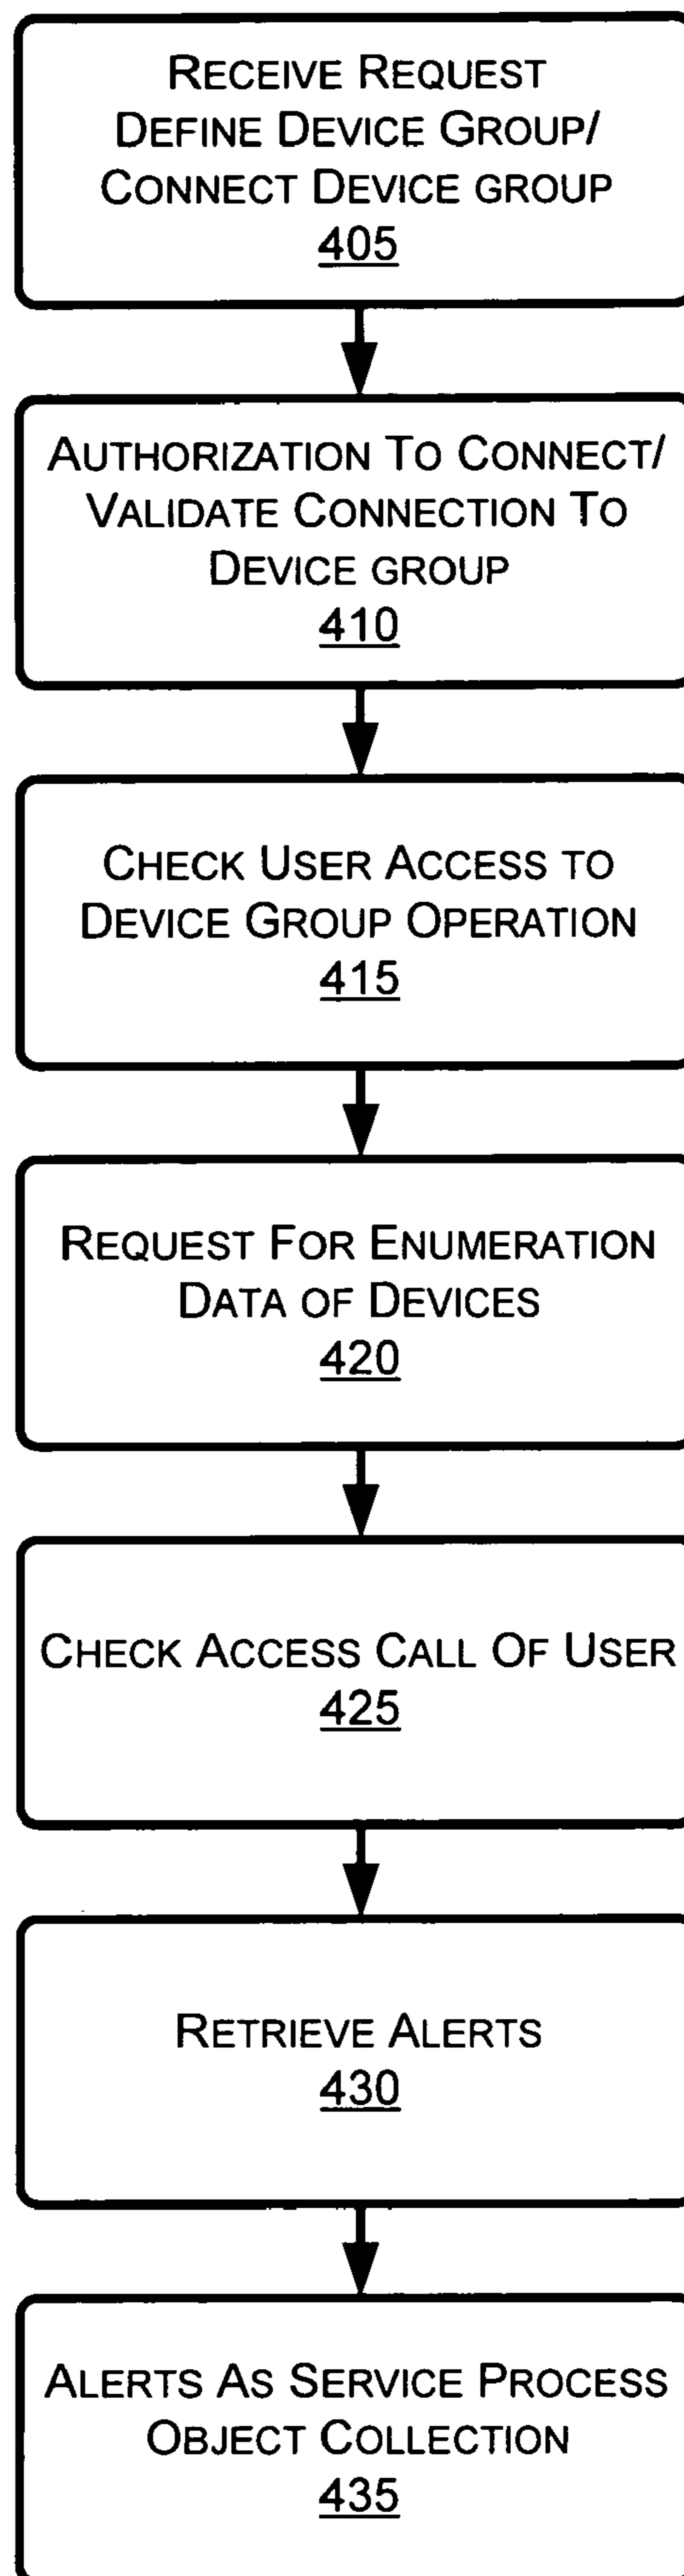 RECEIVE REQUEST
DEFINE DEVICE GROUP/
CONNECT DEVICE GROUP
405
AUTHORIZATION TO CONNECT/
VALIDATE CONNECTION TO
DEVICE GROUP
410
CHECK USER ACCESS TO
DEVICE GROUP OPERATION
415
REQUEST FOR ENUMERATION
DATA OF DEVICES
420
CHECK ACCESS CALL OF USER
425
RETRIEVE ALERTS
430
ALERTS AS SERVICE PROCESS
OBJECT COLLECTION
435